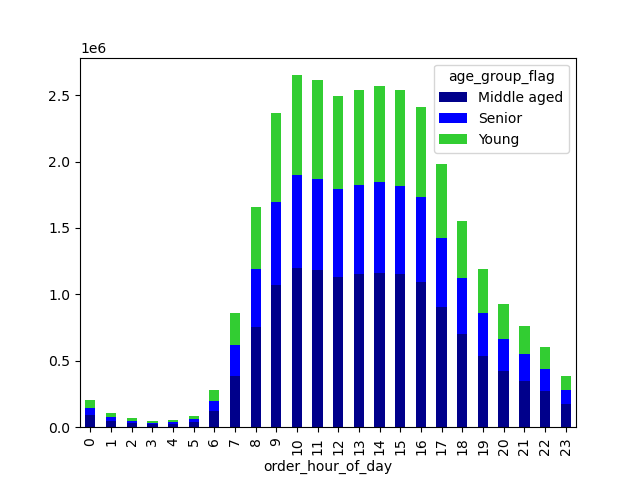 1e6
2.5
2.0
1.5
1.0
0.5
0.0
age_group_flag
Middle aged
Senior
Young
0 1 2 3 4 5 6 7 8 9 10 11 12 13 14 15 16 17 18 19 20 21 22 23
order_hour_of_day